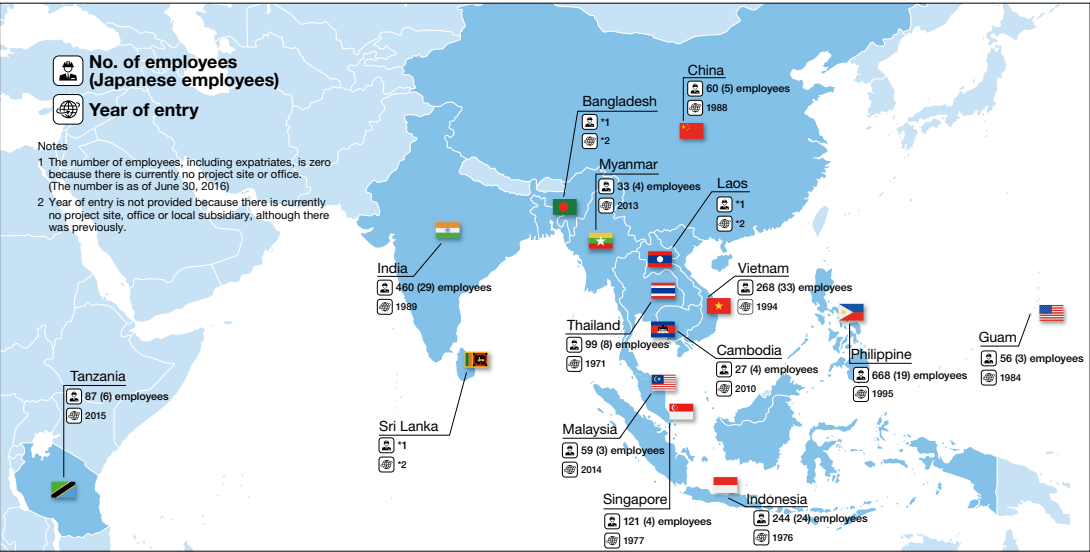 No. of employees
(Japanese employees)
Year of entry
Notes
1 The number of employees, including expatriates, is zero
because there is currently no project site or office.
(The number is as of June 30, 2016)
2 Year of entry is not provided because there is currently
no project site, office or local subsidiary, although there
was previously.
China
60 (5) employees
1988
Bangladesh
*1
*2
Myanmar
33 (4) employees
2013
Laos
*1
*2
India
460 (29) employees
1989
Vietnam
268 (33) employees
1994
Thailand
99 (8) employees
1971
Cambodia
27 (4) employees
2010
Philippine
668 (19) employees
1995
Guam
56 (3) employees
1984
Tanzania
87 (6) employees
2015
Sri Lanka
*1
*2
Malaysia
59 (3) employees
2014
Singapore
121 (4) employees
1977
Indonesia
244 (24) employees
1976